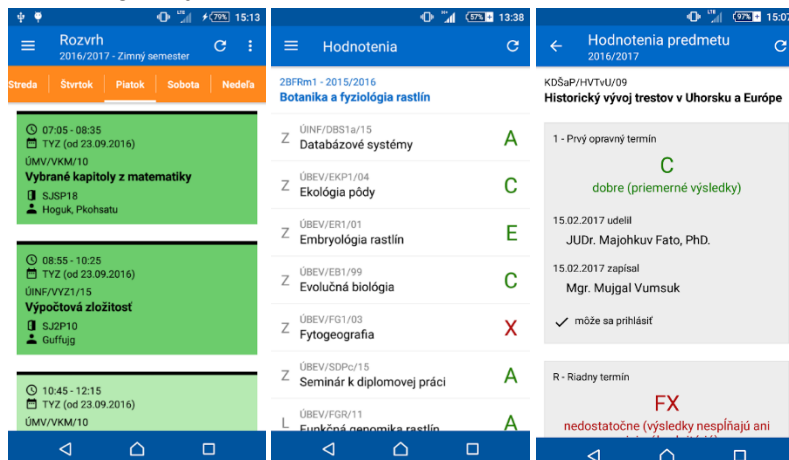 79% 15:13
Rozvrh
2016/2017 - Zimný semester
Streda Štvrtok Piatok Sobota Nedeľa
07:05 - 08:35
TYZ (od 23.09.2016)
ÚMV/VKM/10
Vybrané kapitoly z matematiky
SJSP18
Hoguk, Pkohsatu
08:55 - 10:25
TYZ (od 23.09.2016)
ÚINF/VYZ1/15
Výpočtová zložitosť
SJ2P10
Guffujg
10:45 - 12:15
TYZ (od 23.09.2016)
ÚMV/VKM/10
57% 13:38
Hodnotenia
2BFRm1 - 2015/2016
Botanika a fyziológia rastlín
ÚINF/DBS1a/15
Z Databázové systémy A
ÚBEV/EKP1/04
Z Ekológia pôdy C
ÚBEV/ER1/01
Z Embryológia rastlín E
ÚBEV/EB1/99
Z Evolučná biológia C
ÚBEV/FG1/03
Z Fytogeografia X
ÚBEV/SDPc/15
Z Seminár k diplomovej práci A
ÚBEV/FGR/11
L Funkčná genomika rastlín A
97% 15:07
Hodnotenia predmetu
2016/2017
KDŠaP/HVTvU/09
Historický vývoj trestov v Uhorsku a Európe
1 - Prvý opravný termín
C
dobre (priemerné výsledky)
15.02.2017 udelil
JUDr. Majohkuv Fato, PhD.
15.02.2017 zapísal
Mgr. Mujgal Vumsuk
môže sa prihlásiť
R - Riadny termín
FX
nedostatočne (výsledky nespĺňajú ani